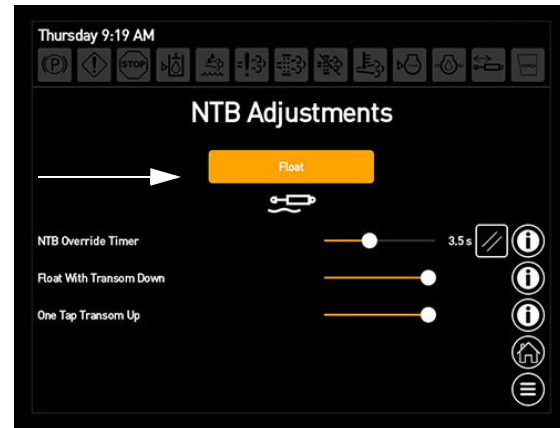 Thursday 9:19 AM
(P) STOP
NTB Adjustments
Float
NTB Override Timer 3.5 s
Float With Transom Down
One Tap Transom Up